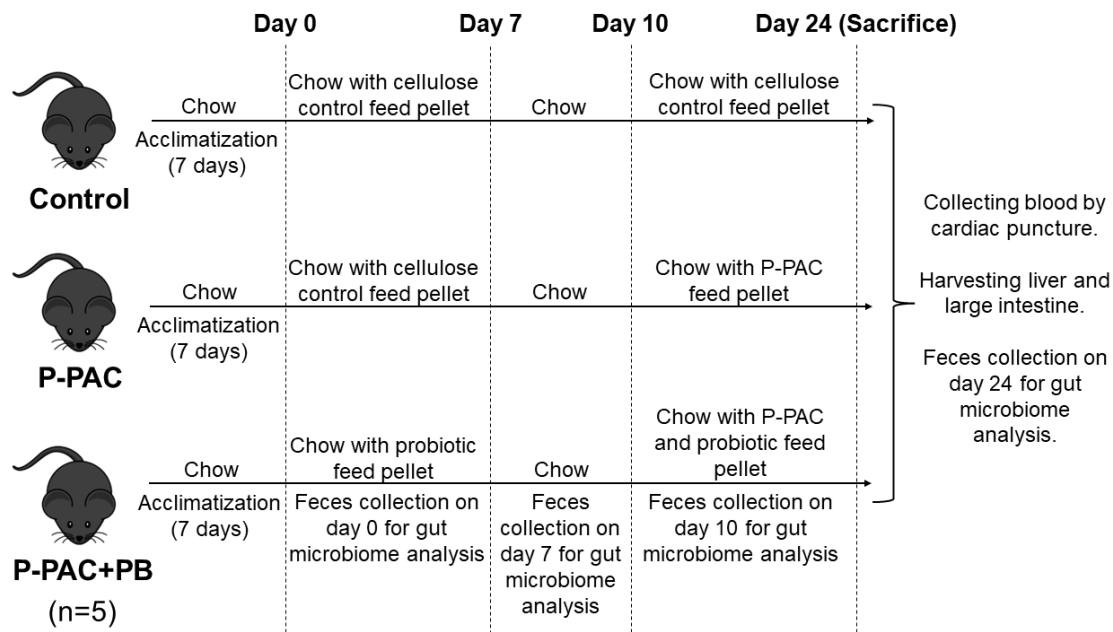 Day 0
Day 7
Day 10
Day 24 (Sacrifice)
Chow
Chow with cellulose
control feed pellet
Chow
Chow with cellulose
control feed pellet
Acclimatization
(7 days)
Control
Chow
Chow with cellulose
control feed pellet
Chow
Chow with P-PAC
feed pellet
Acclimatization
(7 days)
P-PAC
Chow
Chow with probiotic
feed pellet
Chow
Chow with P-PAC
and probiotic feed
pellet
Acclimatization
(7 days)
Feces collection on
day 0 for gut
microbiome analysis
Feces
collection on
day 7 for gut
microbiome
analysis
Feces collection on
day 10 for gut
microbiome analysis
P-PAC+PB
(n=5)
Collecting blood by
cardiac puncture.
Harvesting liver and
large intestine.
Feces collection on
day 24 for gut
microbiome
analysis.